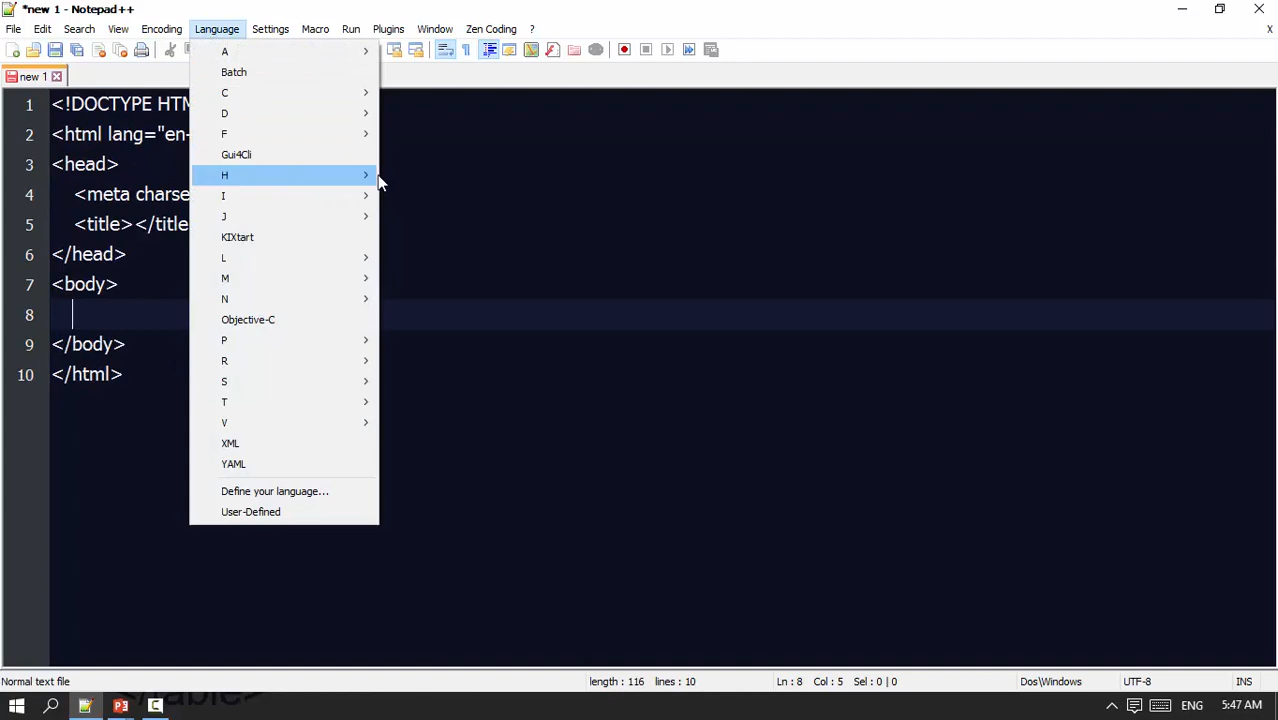 *new 1 - Notepad++
File Edit Search View Encoding Language Settings Macro Run Plugins Window Zen Coding ? X
new 1
1 <!DOCTYPE HTM
2 <html lang="en-
3 <head>
4 <meta charse
5 <title></title
6 </head>
7 <body>
8
9 </body>
10 </html>
A
Batch
C
D
F
Gui4Cli
H
I
J
KIXtart
L
M
N
Objective-C
P
R
S
T
V
XML
YAML
Define your language...
User-Defined
Normal text file length : 116 lines : 10 Ln : 8 Col : 5 Sel : 0 | 0 Dos\Windows UTF-8 INS
</table>
ENG 5:47 AM